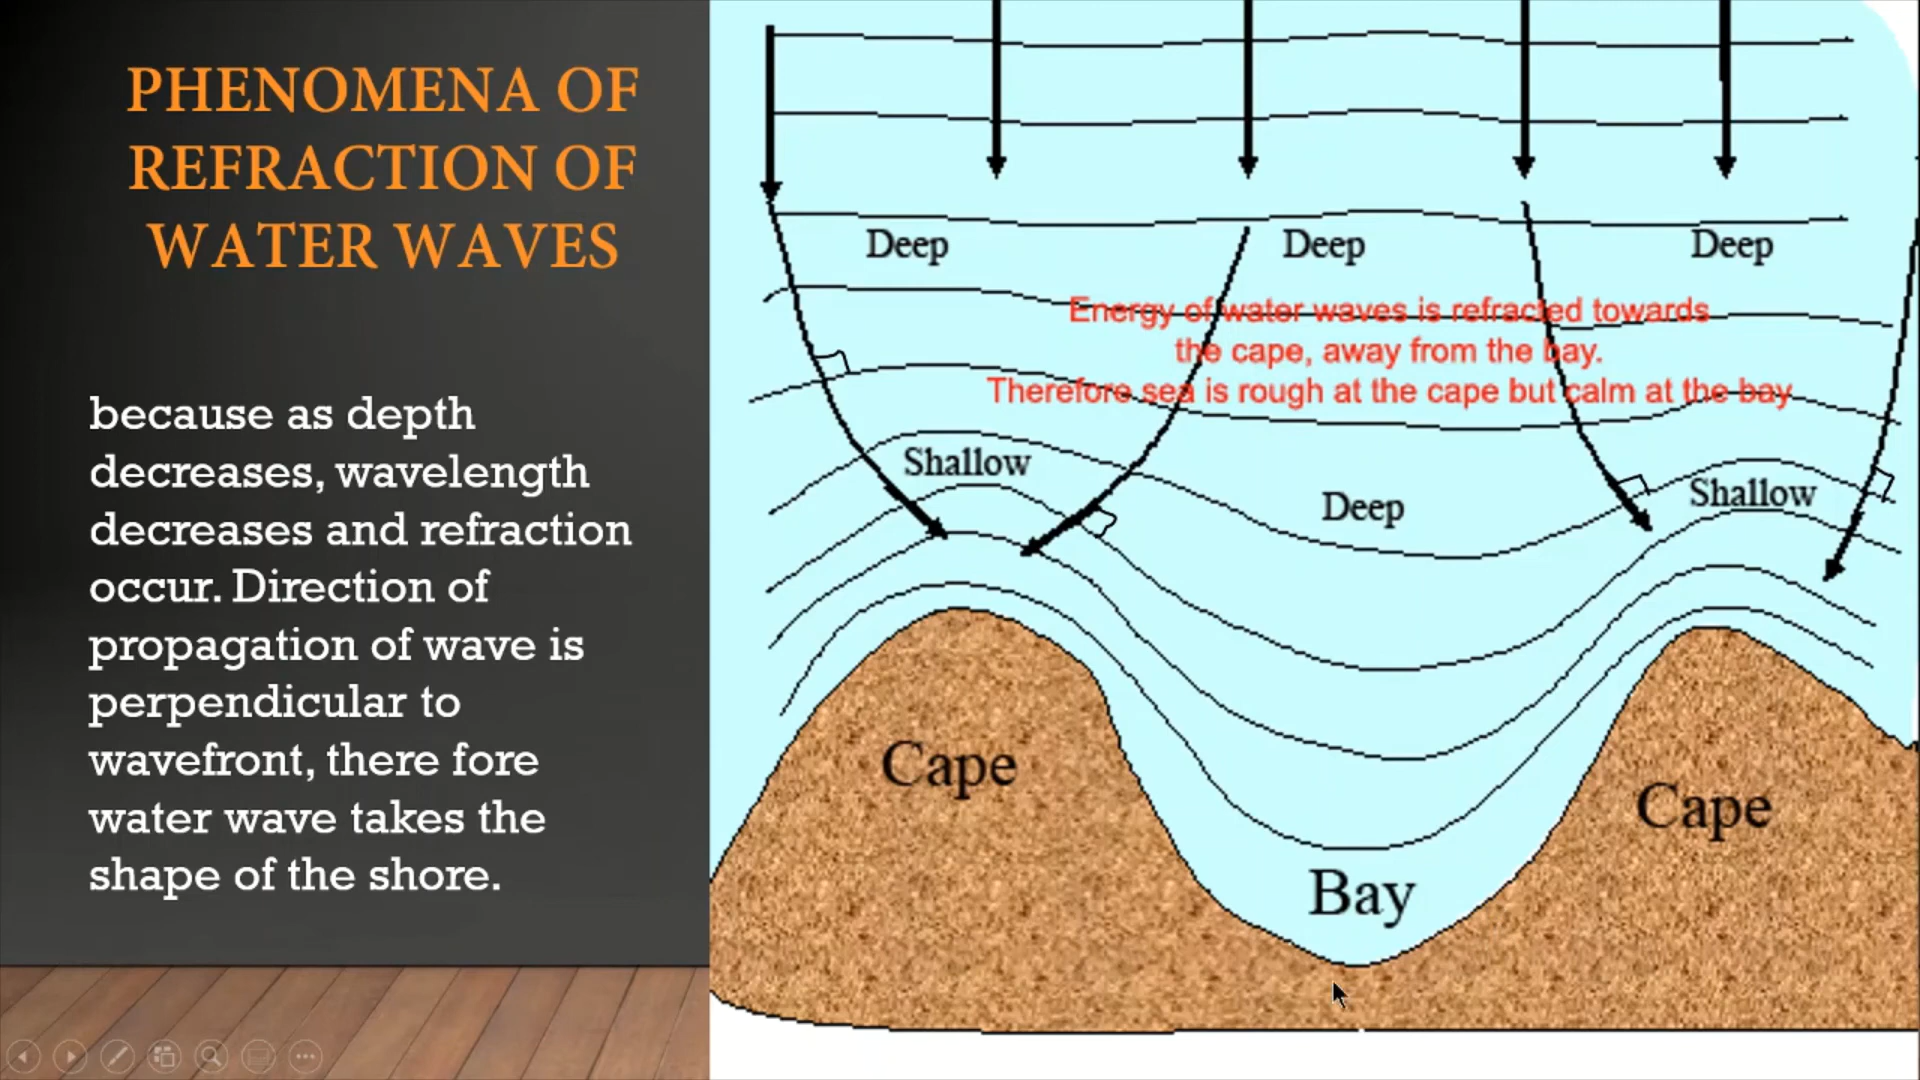 PHENOMENA OF
REFRACTION OF
WATER WAVES
because as depth
decreases, wavelength
decreases and refraction
occur. Direction of
propagation of wave is
perpendicular to
wavefront, there fore
water wave takes the
shape of the shore.
Deep
Deep
Deep
Energy of water waves is refracted towards
the cape, away from the bay.
Therefore sea is rough at the cape but calm at the bay
Shallow
Deep
Shallow
Cape
Cape
Bay